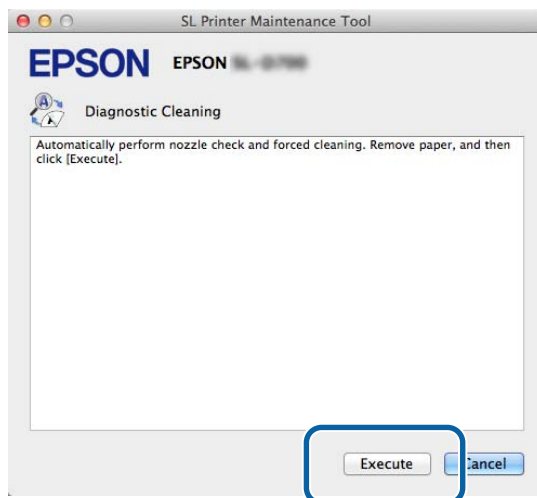 SL Printer Maintenance Tool
EPSON EPSON
Diagnostic Cleaning
Automatically perform nozzle check and forced cleaning. Remove paper, and then
click [Execute].
Execute Cancel